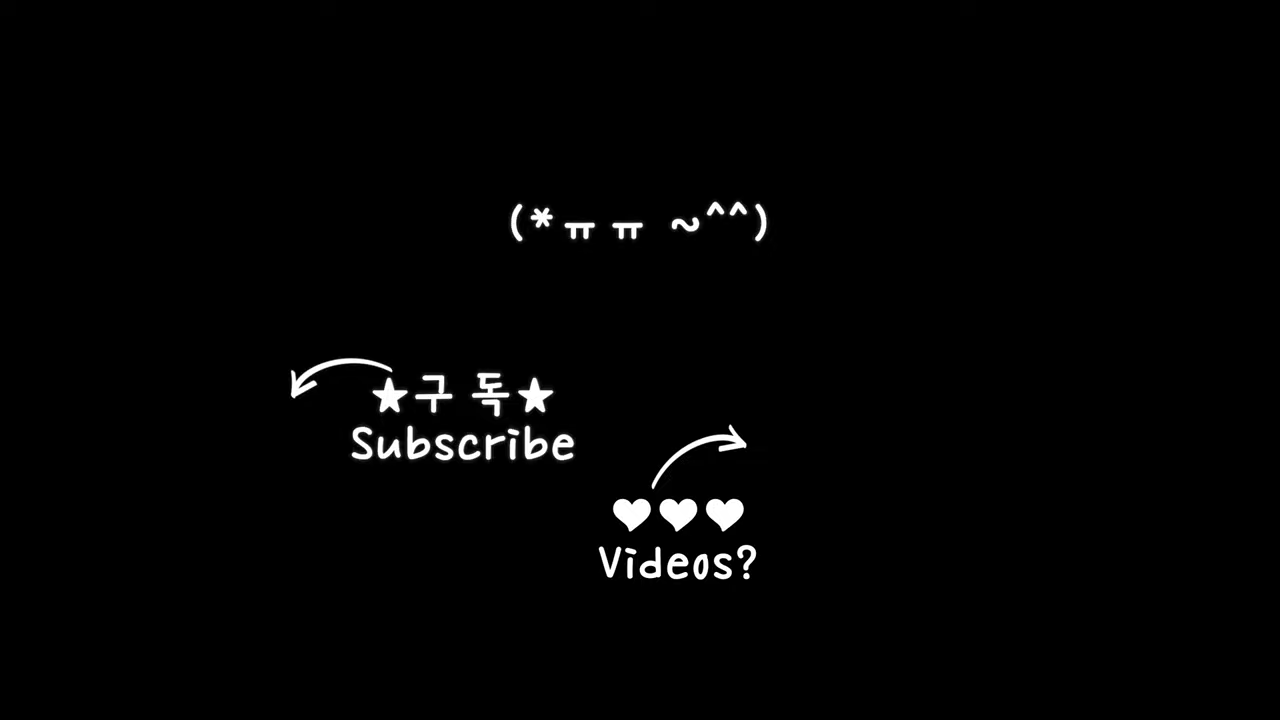 (*ㅠㅠ ~^^)
★구 독★
Subscribe
♥♥♥
Videos?